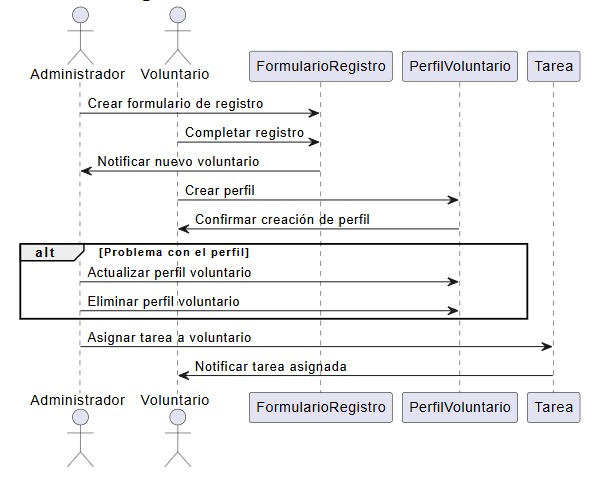 Administrador Voluntario FormularioRegistro PerfilVoluntario Tarea
Crear formulario de registro
Completar registro
Notificar nuevo voluntario
Crear perfil
Confirmar creación de perfil
alt [Problema con el perfil]
Actualizar perfil voluntario
Eliminar perfil voluntario
Asignar tarea a voluntario
Notificar tarea asignada
Administrador Voluntario FormularioRegistro PerfilVoluntario Tarea